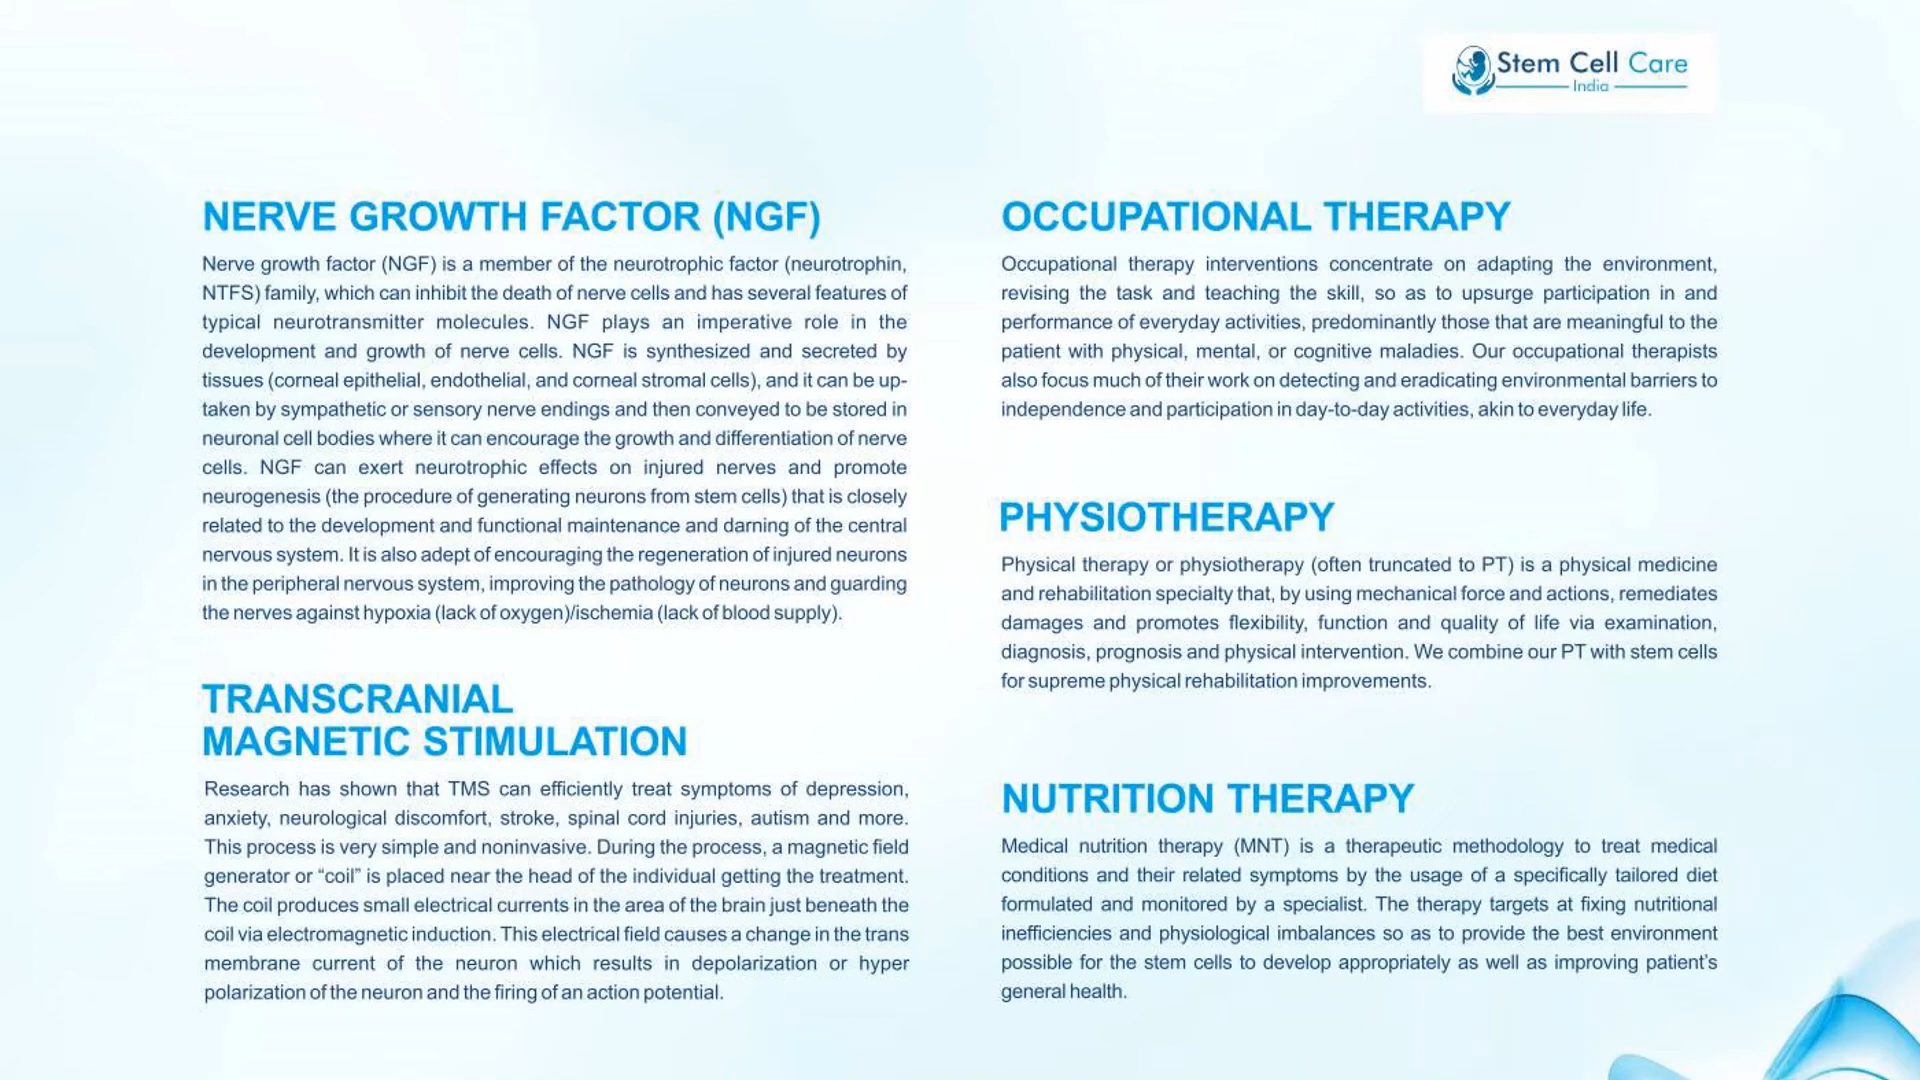 Stem Cell Care
India
NERVE GROWTH FACTOR (NGF)
Nerve growth factor (NGF) is a member of the neurotrophic factor (neurotrophin,
NTFS) family, which can inhibit the death of nerve cells and has several features of
typical neurotransmitter molecules. NGF plays an imperative role in the
development and growth of nerve cells. NGF is synthesized and secreted by
tissues (corneal epithelial, endothelial, and corneal stromal cells), and it can be up-
taken by sympathetic or sensory nerve endings and then conveyed to be stored in
neuronal cell bodies where it can encourage the growth and differentiation of nerve
cells. NGF can exert neurotrophic effects on injured nerves and promote
neurogenesis (the procedure of generating neurons from stem cells) that is closely
related to the development and functional maintenance and darning of the central
nervous system. It is also adept of encouraging the regeneration of injured neurons
in the peripheral nervous system, improving the pathology of neurons and guarding
the nerves against hypoxia (lack of oxygen)/ischemia (lack of blood supply).
TRANSCRANIAL
MAGNETIC STIMULATION
Research has shown that TMS can efficiently treat symptoms of depression,
anxiety, neurological discomfort, stroke, spinal cord injuries, autism and more.
This process is very simple and noninvasive. During the process, a magnetic field
generator or “coil” is placed near the head of the individual getting the treatment.
The coil produces small electrical currents in the area of the brain just beneath the
coil via electromagnetic induction. This electrical field causes a change in the trans
membrane current of the neuron which results in depolarization or hyper
polarization of the neuron and the firing of an action potential.
OCCUPATIONAL THERAPY
Occupational therapy interventions concentrate on adapting the environment,
revising the task and teaching the skill, so as to upsurge participation in and
performance of everyday activities, predominantly those that are meaningful to the
patient with physical, mental, or cognitive maladies. Our occupational therapists
also focus much of their work on detecting and eradicating environmental barriers to
independence and participation in day-to-day activities, akin to everyday life.
PHYSIOTHERAPY
Physical therapy or physiotherapy (often truncated to PT) is a physical medicine
and rehabilitation specialty that, by using mechanical force and actions, remediates
damages and promotes flexibility, function and quality of life via examination,
diagnosis, prognosis and physical intervention. We combine our PT with stem cells
for supreme physical rehabilitation improvements.
NUTRITION THERAPY
Medical nutrition therapy (MNT) is a therapeutic methodology to treat medical
conditions and their related symptoms by the usage of a specifically tailored diet
formulated and monitored by a specialist. The therapy targets at fixing nutritional
inefficiencies and physiological imbalances so as to provide the best environment
possible for the stem cells to develop appropriately as well as improving patient’s
general health.